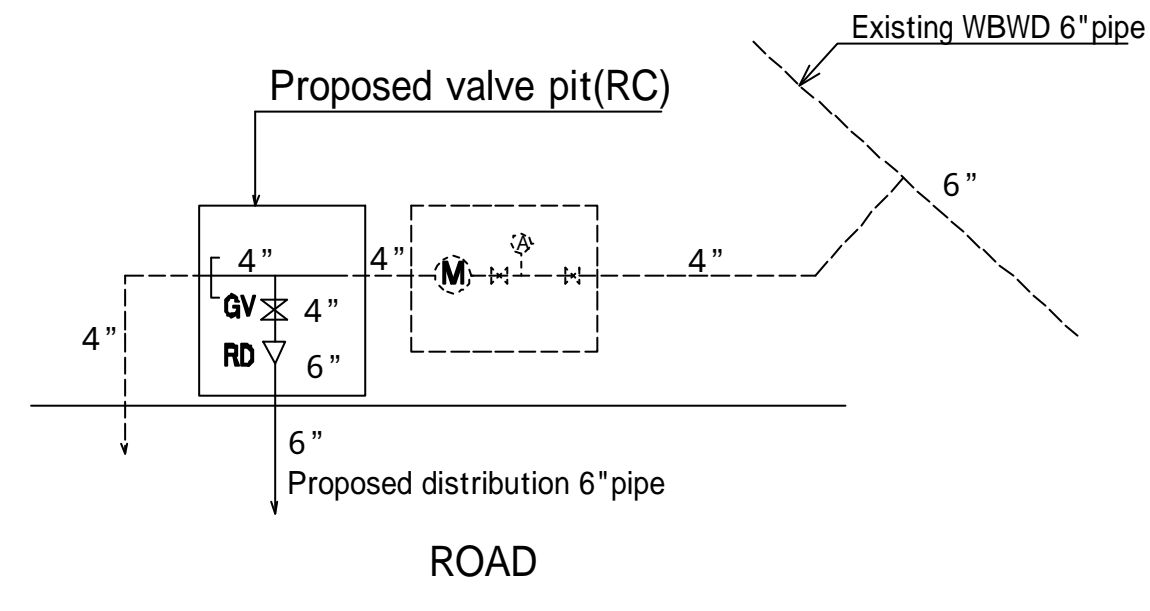 Existing WBWD 6"pipe
Proposed valve pit(RC)
6”
A
4”
4”
4”
M
GV
4”
4”
RD
6”
6”
Proposed distribution 6"pipe
ROAD